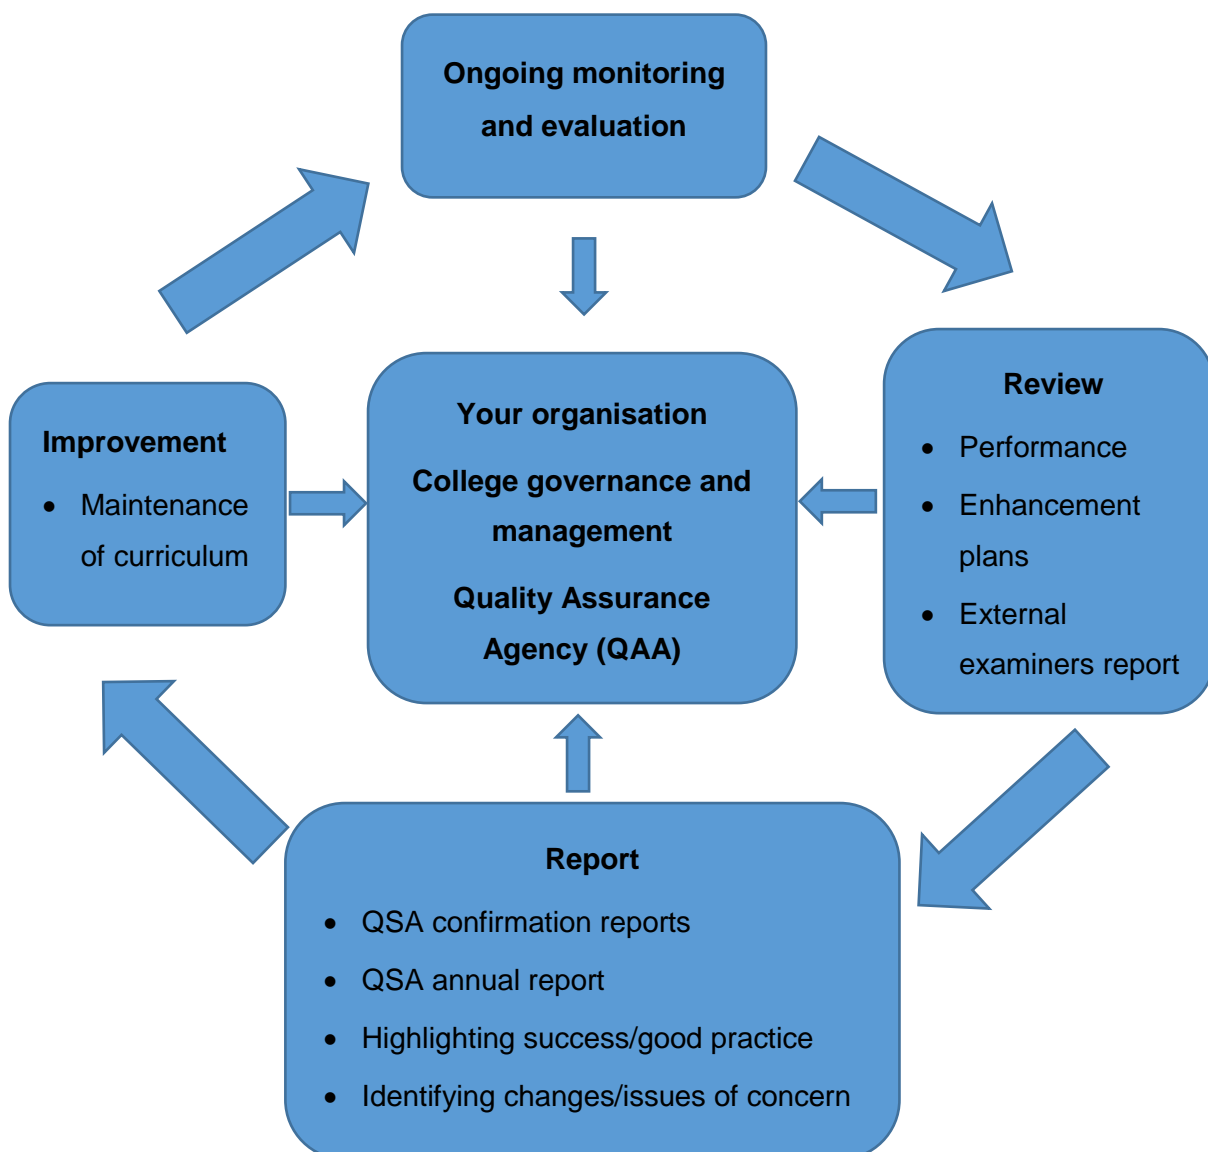 Ongoing monitoring
and evaluation
Improvement
• Maintenance
of curriculum
Your organisation
College governance and
management
Quality Assurance
Agency (QAA)
Review
• Performance
• Enhancement
plans
• External
examiners report
Report
• QSA confirmation reports
• QSA annual report
• Highlighting success/good practice
• Identifying changes/issues of concern